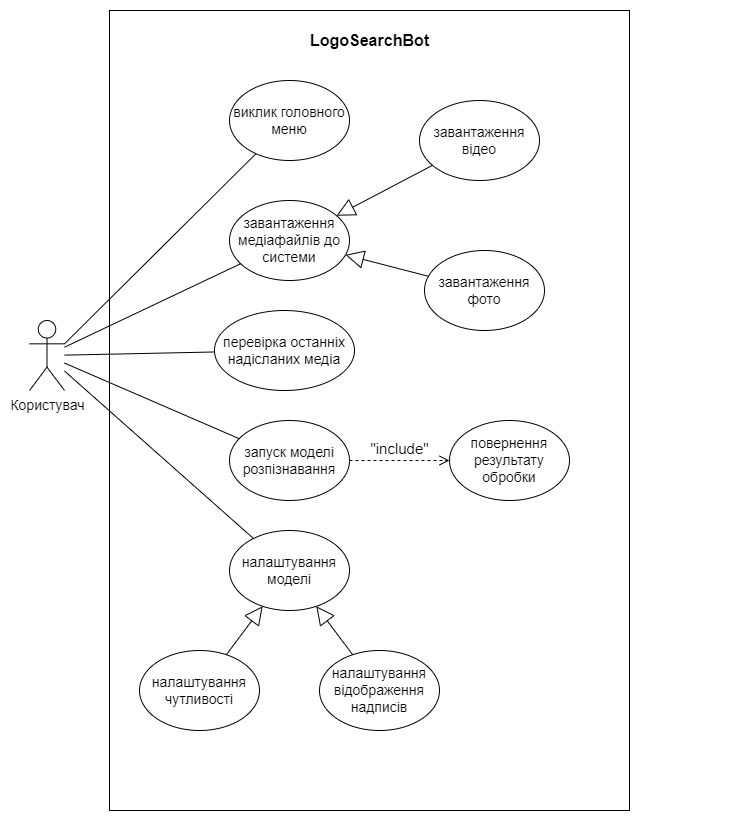 LogoSearchBot
виклик головного
меню
завантаження
відео
завантаження
медіафайлів до
системи
завантаження
фото
перевірка останніх
надісланих медіа
Користувач
запуск моделі
розпізнавання
"include"
повернення
результату
обробки
налаштування
моделі
налаштування
чутливості
налаштування
відображення
надписів